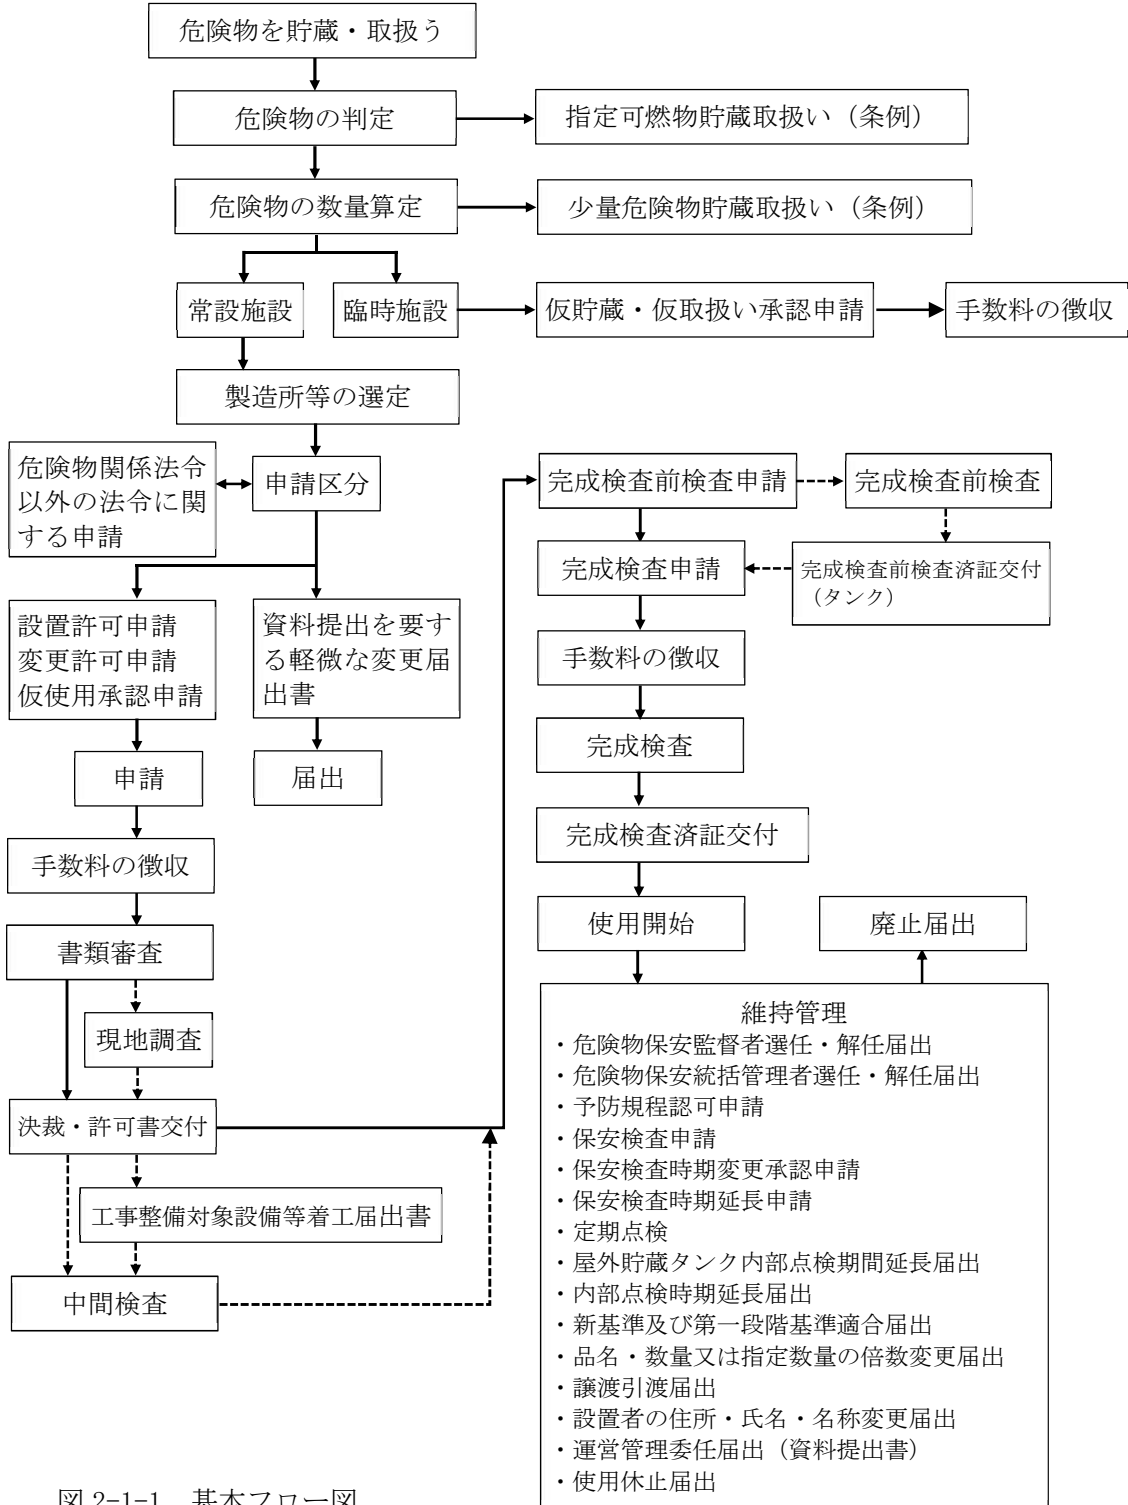 危険物を貯蔵・取扱う
危険物の判定
指定可燃物貯蔵取扱い（条例）
危険物の数量算定
少量危険物貯蔵取扱い（条例）
常設施設
臨時施設
仮貯蔵・仮取扱い承認申請
手数料の徴収
製造所等の選定
危険物関係法令
以外の法令に関
する申請
申請区分
設置許可申請
変更許可申請
仮使用承認申請
資料提出を要す
る軽微な変更届
出書
申請
届出
手数料の徴収
書類審査
現地調査
決裁・許可書交付
工事整備対象設備等着工届出書
中間検査
完成検査前検査申請
完成検査前検査
完成検査前検査済証交付
（タンク）
完成検査申請
手数料の徴収
完成検査
完成検査済証交付
使用開始
廃止届出
維持管理
・危険物保安監督者選任・解任届出
・危険物保安統括管理者選任・解任届出
・予防規程認可申請
・保安検査申請
・保安検査時期変更承認申請
・保安検査時期延長申請
・定期点検
・屋外貯蔵タンク内部点検期間延長届出
・内部点検時期延長届出
・新基準及び第一段階基準適合届出
・品名・数量又は指定数量の倍数変更届出
・譲渡引渡届出
・設置者の住所・氏名・名称変更届出
・運営管理委任届出（資料提出書）
・使用休止届出
図 2-1-1　基本フロー図